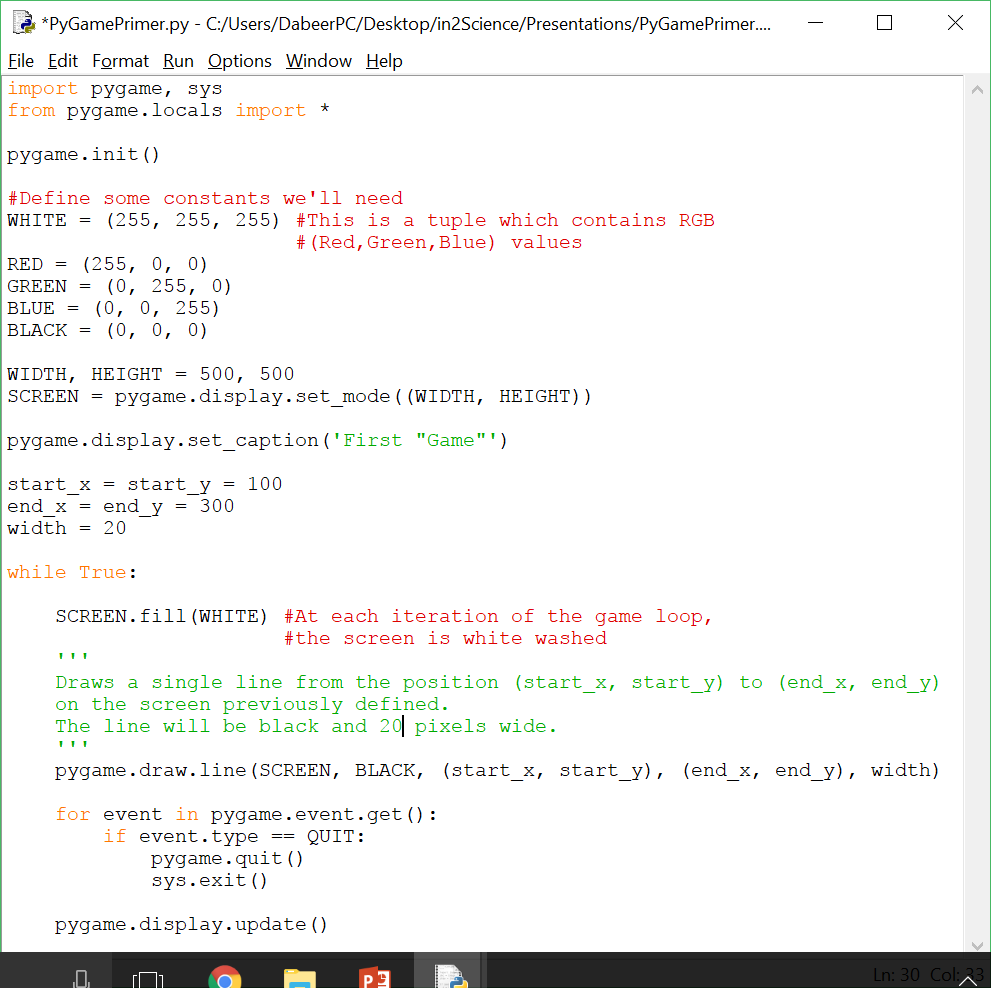 *PyGamePrimer.py - C:/Users/DabeerPC/Desktop/in2Science/Presentations/PyGamePrimer....
File Edit Format Run Options Window Help
import pygame, sys
from pygame.locals import *
pygame.init()
#Define some constants we'll need
WHITE = (255, 255, 255) #This is a tuple which contains RGB
#(Red,Green,Blue) values
RED = (255, 0, 0)
GREEN = (0, 255, 0)
BLUE = (0, 0, 255)
BLACK = (0, 0, 0)
WIDTH, HEIGHT = 500, 500
SCREEN = pygame.display.set_mode((WIDTH, HEIGHT))
pygame.display.set_caption('First "Game"')
start_x = start_y = 100
end_x = end_y = 300
width = 20
while True:
    SCREEN.fill(WHITE) #At each iteration of the game loop,
#the screen is white washed
    '''
    Draws a single line from the position (start_x, start_y) to (end_x, end_y)
    on the screen previously defined.
    The line will be black and 20 pixels wide.
    '''
    pygame.draw.line(SCREEN, BLACK, (start_x, start_y), (end_x, end_y), width)
    for event in pygame.event.get():
        if event.type == QUIT:
            pygame.quit()
            sys.exit()
    pygame.display.update()
Ln: 30 Col: 33